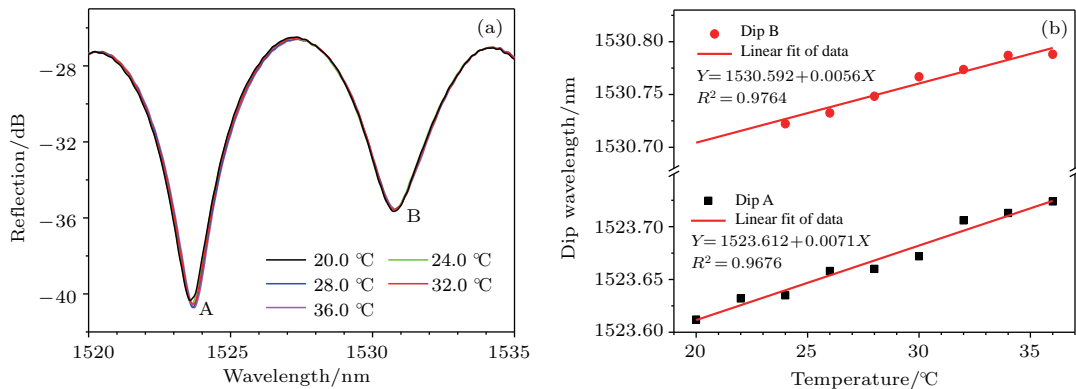 (a)
−28
−32
−36
−40
Reflection/dB
A
B
20.0 ℃
24.0 ℃
28.0 ℃
32.0 ℃
36.0 ℃
1520
1525
1530
1535
Wavelength/nm
(b)
1530.80
1530.75
1530.70
1523.70
1523.65
1523.60
Dip wavelength/nm
Dip B
Linear fit of data
Y=1530.592+0.0056X
R²=0.9764
Dip A
Linear fit of data
Y=1523.612+0.0071X
R²=0.9676
20
25
30
35
Temperature/℃